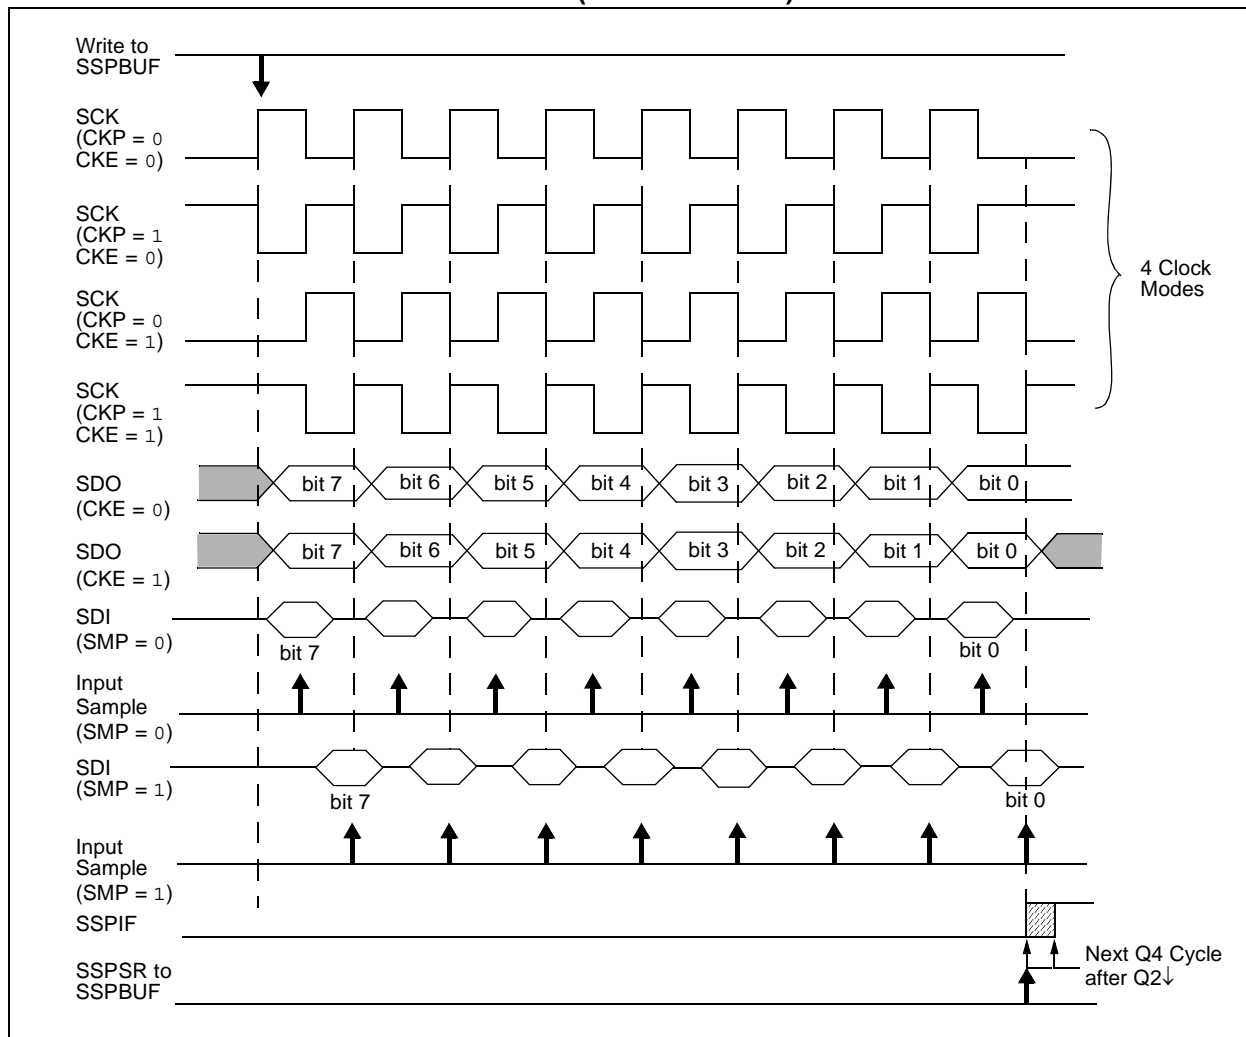 Write to
SSPBUF
SCK
(CKP = 0
CKE = 0)
SCK
(CKP = 1
CKE = 0)
SCK
(CKP = 0
CKE = 1)
SCK
(CKP = 1
CKE = 1)
4 Clock
Modes
SDO
(CKE = 0)
bit 7 bit 6 bit 5 bit 4 bit 3 bit 2 bit 1 bit 0
SDO
(CKE = 1)
bit 7 bit 6 bit 5 bit 4 bit 3 bit 2 bit 1 bit 0
SDI
(SMP = 0)
bit 7 bit 0
Input
Sample
(SMP = 0)
SDI
(SMP = 1)
bit 7 bit 0
Input
Sample
(SMP = 1)
SSPIF
SSPSR to
SSPBUF
Next Q4 Cycle
after Q2↓